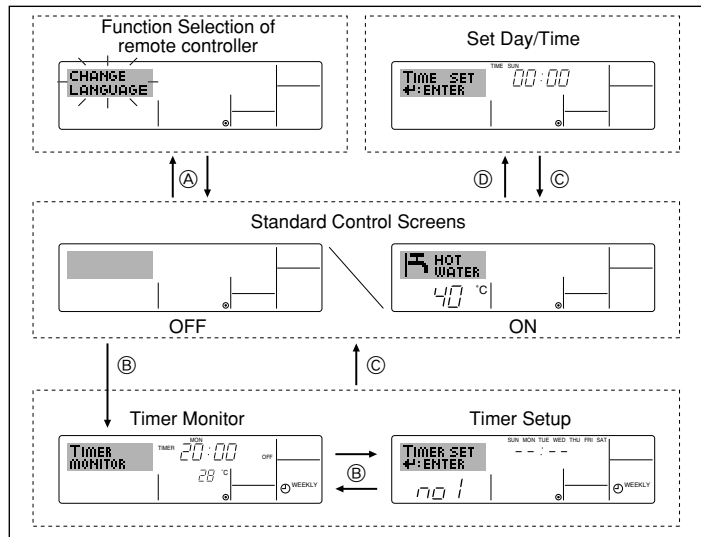 Function Selection of
remote controller
CHANGE
LANGUAGE
Set Day/Time
TIME SUN
TIME SET 00:00
↵:ENTER
Ⓐ
Ⓓ
Ⓒ
Standard Control Screens
HOT
WATER
40 °C
OFF
ON
Ⓑ
Ⓒ
Timer Monitor
MON
TIMER TIMER 20:00 OFF
MONITOR
28 °C
WEEKLY
Ⓑ
Timer Setup
SUN MON TUE WED THU FRI SAT
TIMER SET --:--
↵:ENTER
no 1
WEEKLY